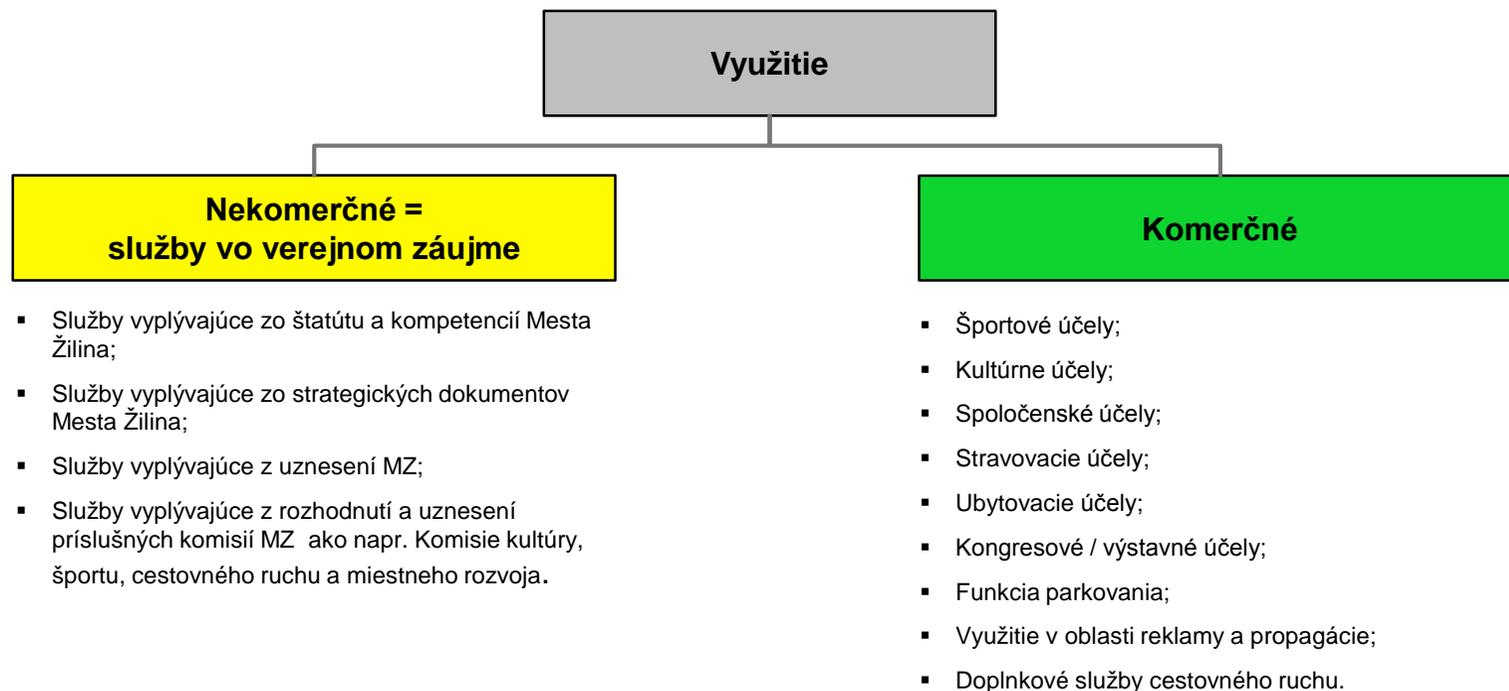 Využitie
Nekomerčné =
služby vo verejnom záujme
▪ Služby vyplývajúce zo štatútu a kompetencií Mesta
Žilina;
▪ Služby vyplývajúce zo strategických dokumentov
Mesta Žilina;
▪ Služby vyplývajúce z uznesení MZ;
▪ Služby vyplývajúce z rozhodnutí a uznesení
príslušných komisií MZ ako napr. Komisie kultúry,
športu, cestovného ruchu a miestneho rozvoja.
Komerčné
▪ Športové účely;
▪ Kultúrne účely;
▪ Spoločenské účely;
▪ Stravovacie účely;
▪ Ubytovacie účely;
▪ Kongresové / výstavné účely;
▪ Funkcia parkovania;
▪ Využitie v oblasti reklamy a propagácie;
▪ Doplnkové služby cestovného ruchu.